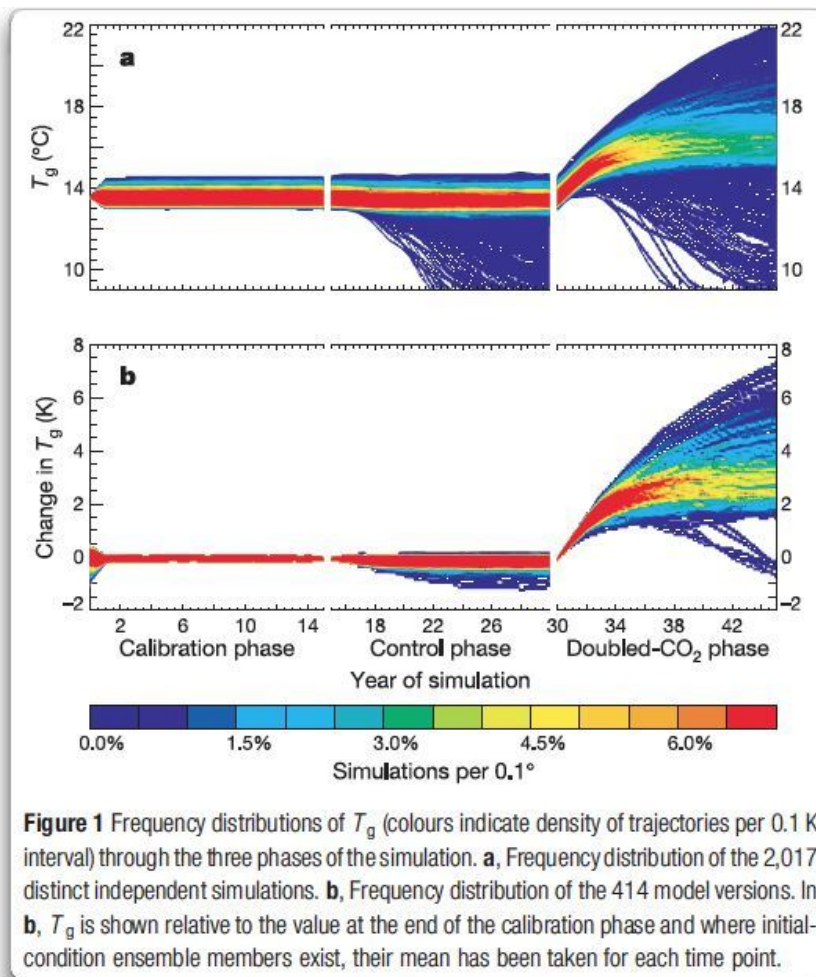 22
22
a
18
18
Tg (°C)
14
14
10
10
8
8
b
6
6
4
4
Change in Tg (K)
2
2
0
0
–2
–2
2 6 10 14 18 22 26 30 34 38 42
Calibration phase Control phase Doubled-CO2 phase
Year of simulation
0.0% 1.5% 3.0% 4.5% 6.0%
Simulations per 0.1°
Figure 1 Frequency distributions of Tg (colours indicate density of trajectories per 0.1 K
interval) through the three phases of the simulation. a, Frequency distribution of the 2,017
distinct independent simulations. b, Frequency distribution of the 414 model versions. In
b, Tg is shown relative to the value at the end of the calibration phase and where initial-
condition ensemble members exist, their mean has been taken for each time point.